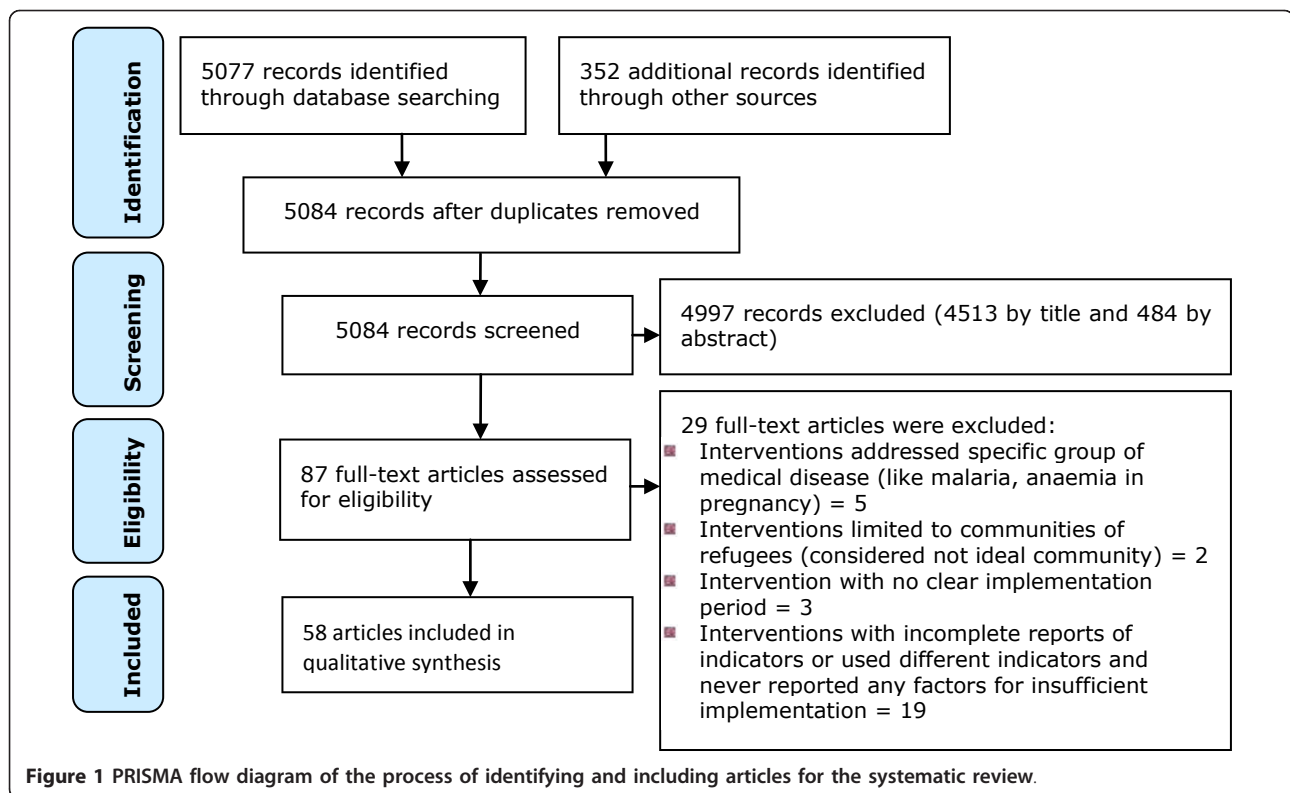 Identification
5077 records identified
through database searching
352 additional records identified
through other sources
5084 records after duplicates removed
Screening
5084 records screened
4997 records excluded (4513 by title and 484 by
abstract)
Eligibility
87 full-text articles assessed
for eligibility
29 full-text articles were excluded:
Interventions addressed specific group of
medical disease (like malaria, anaemia in
pregnancy) = 5
Interventions limited to communities of
refugees (considered not ideal community) = 2
Intervention with no clear implementation
period = 3
Interventions with incomplete reports of
indicators or used different indicators and
never reported any factors for insufficient
implementation = 19
Included
58 articles included in
qualitative synthesis
Figure 1 PRISMA flow diagram of the process of identifying and including articles for the systematic review.